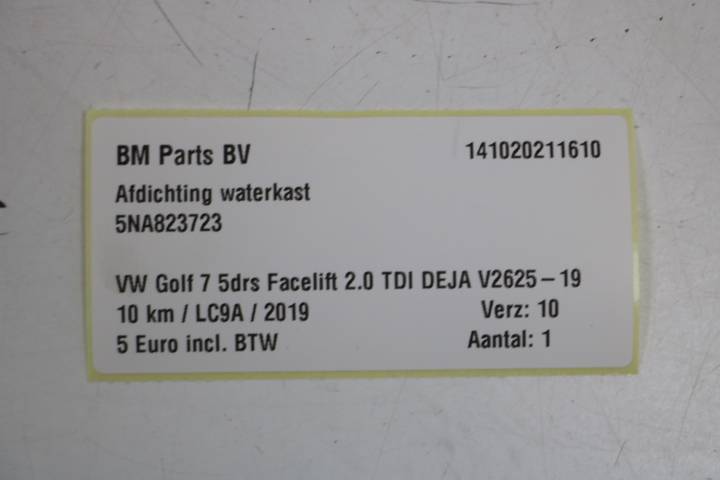 BM Parts BV 141020211610
Afdichting waterkast
5NA823723
VW Golf 7 5drs Facelift 2.0 TDI DEJA V2625-19
10 km / LC9A / 2019 Verz: 10
5 Euro incl. BTW Aantal: 1